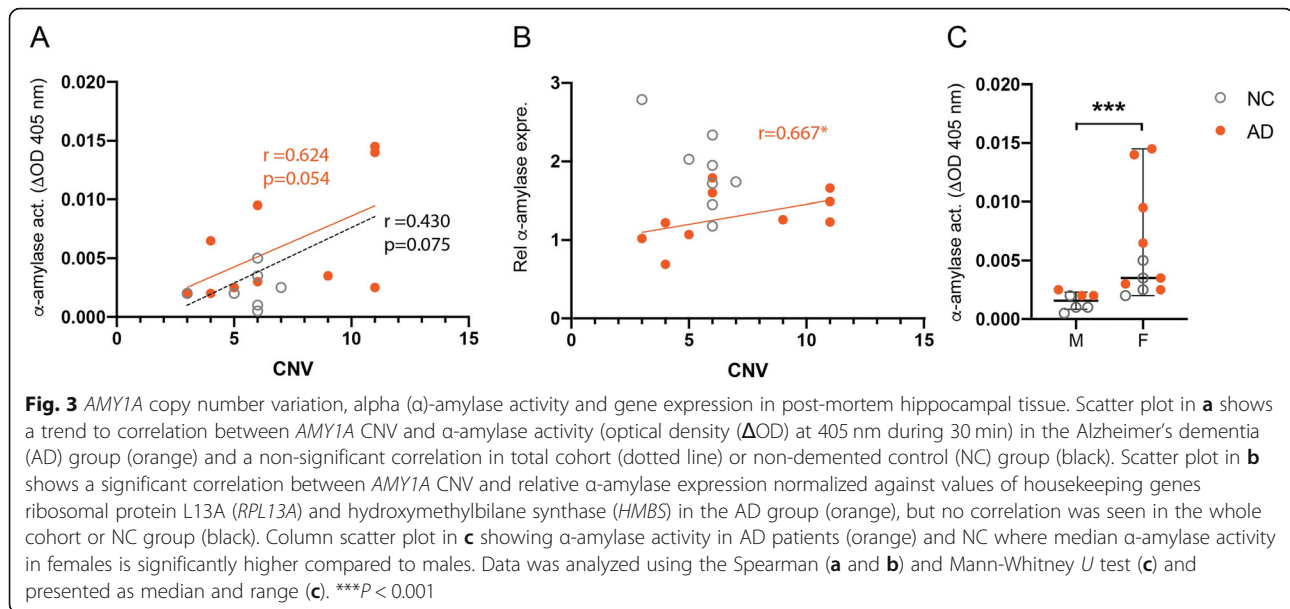 A
B
C
0.020
0.015
0.010
0.005
0.000
α-amylase act. (ΔOD 405 nm)
r=0.624
p=0.054
r=0.430
p=0.075
0
5
10
15
CNV
3
2
1
0
Rel α-amylase expre.
r=0.667*
0
5
10
15
CNV
0.020
0.015
0.010
0.005
0.000
α-amylase act. (ΔOD 405 nm)
***
M
F
NC
AD
Fig. 3 AMY1A copy number variation, alpha (α)-amylase activity and gene expression in post-mortem hippocampal tissue. Scatter plot in a shows
a trend to correlation between AMY1A CNV and α-amylase activity (optical density (ΔOD) at 405 nm during 30 min) in the Alzheimer's dementia
(AD) group (orange) and a non-significant correlation in total cohort (dotted line) or non-demented control (NC) group (black). Scatter plot in b
shows a significant correlation between AMY1A CNV and relative α-amylase expression normalized against values of housekeeping genes
ribosomal protein L13A (RPL13A) and hydroxymethylbilane synthase (HMBS) in the AD group (orange), but no correlation was seen in the whole
cohort or NC group (black). Column scatter plot in c showing α-amylase activity in AD patients (orange) and NC where median α-amylase activity
in females is significantly higher compared to males. Data was analyzed using the Spearman (a and b) and Mann-Whitney U test (c) and
presented as median and range (c). ***P < 0.001